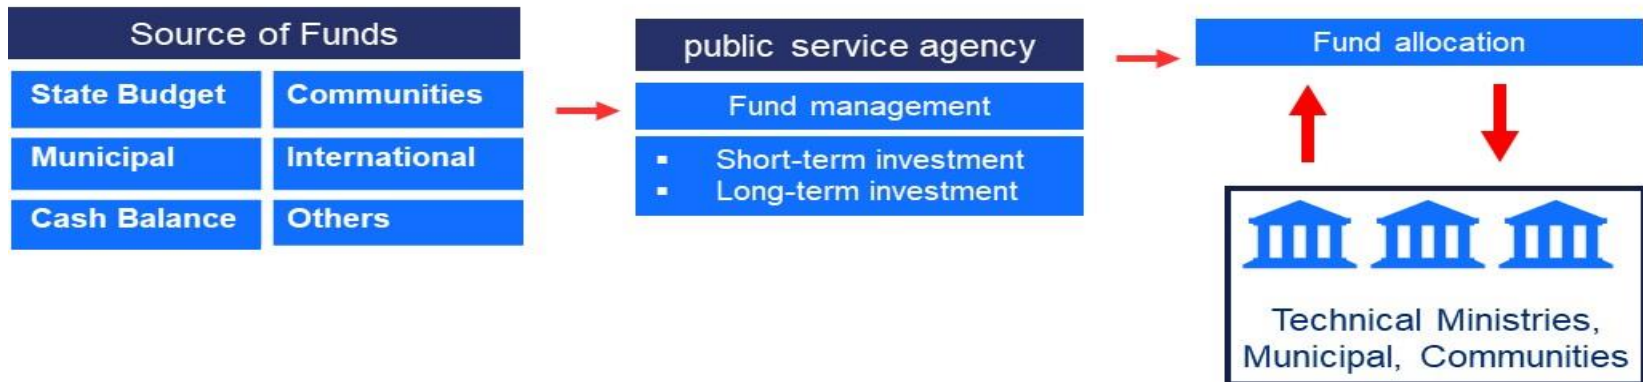 Source of Funds
State Budget
Communities
Municipal
International
Cash Balance
Others
public service agency
Fund management
▪ Short-term investment
▪ Long-term investment
Fund allocation
Technical Ministries,
Municipal, Communities